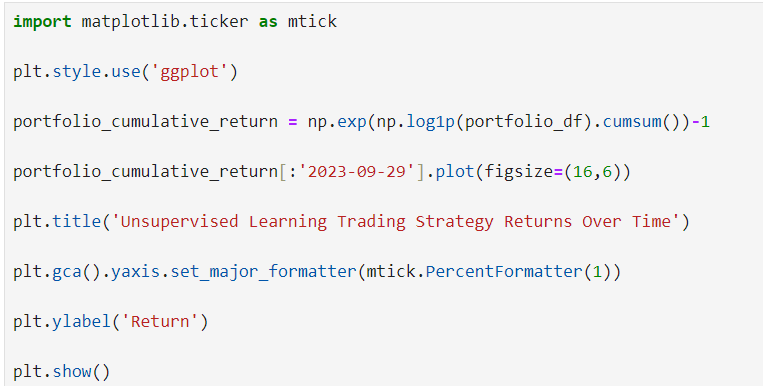 import matplotlib.ticker as mtick
plt.style.use('ggplot')
portfolio_cumulative_return = np.exp(np.log1p(portfolio_df).cumsum())-1
portfolio_cumulative_return[:'2023-09-29'].plot(figsize=(16,6))
plt.title('Unsupervised Learning Trading Strategy Returns Over Time')
plt.gca().yaxis.set_major_formatter(mtick.PercentFormatter(1))
plt.ylabel('Return')
plt.show()